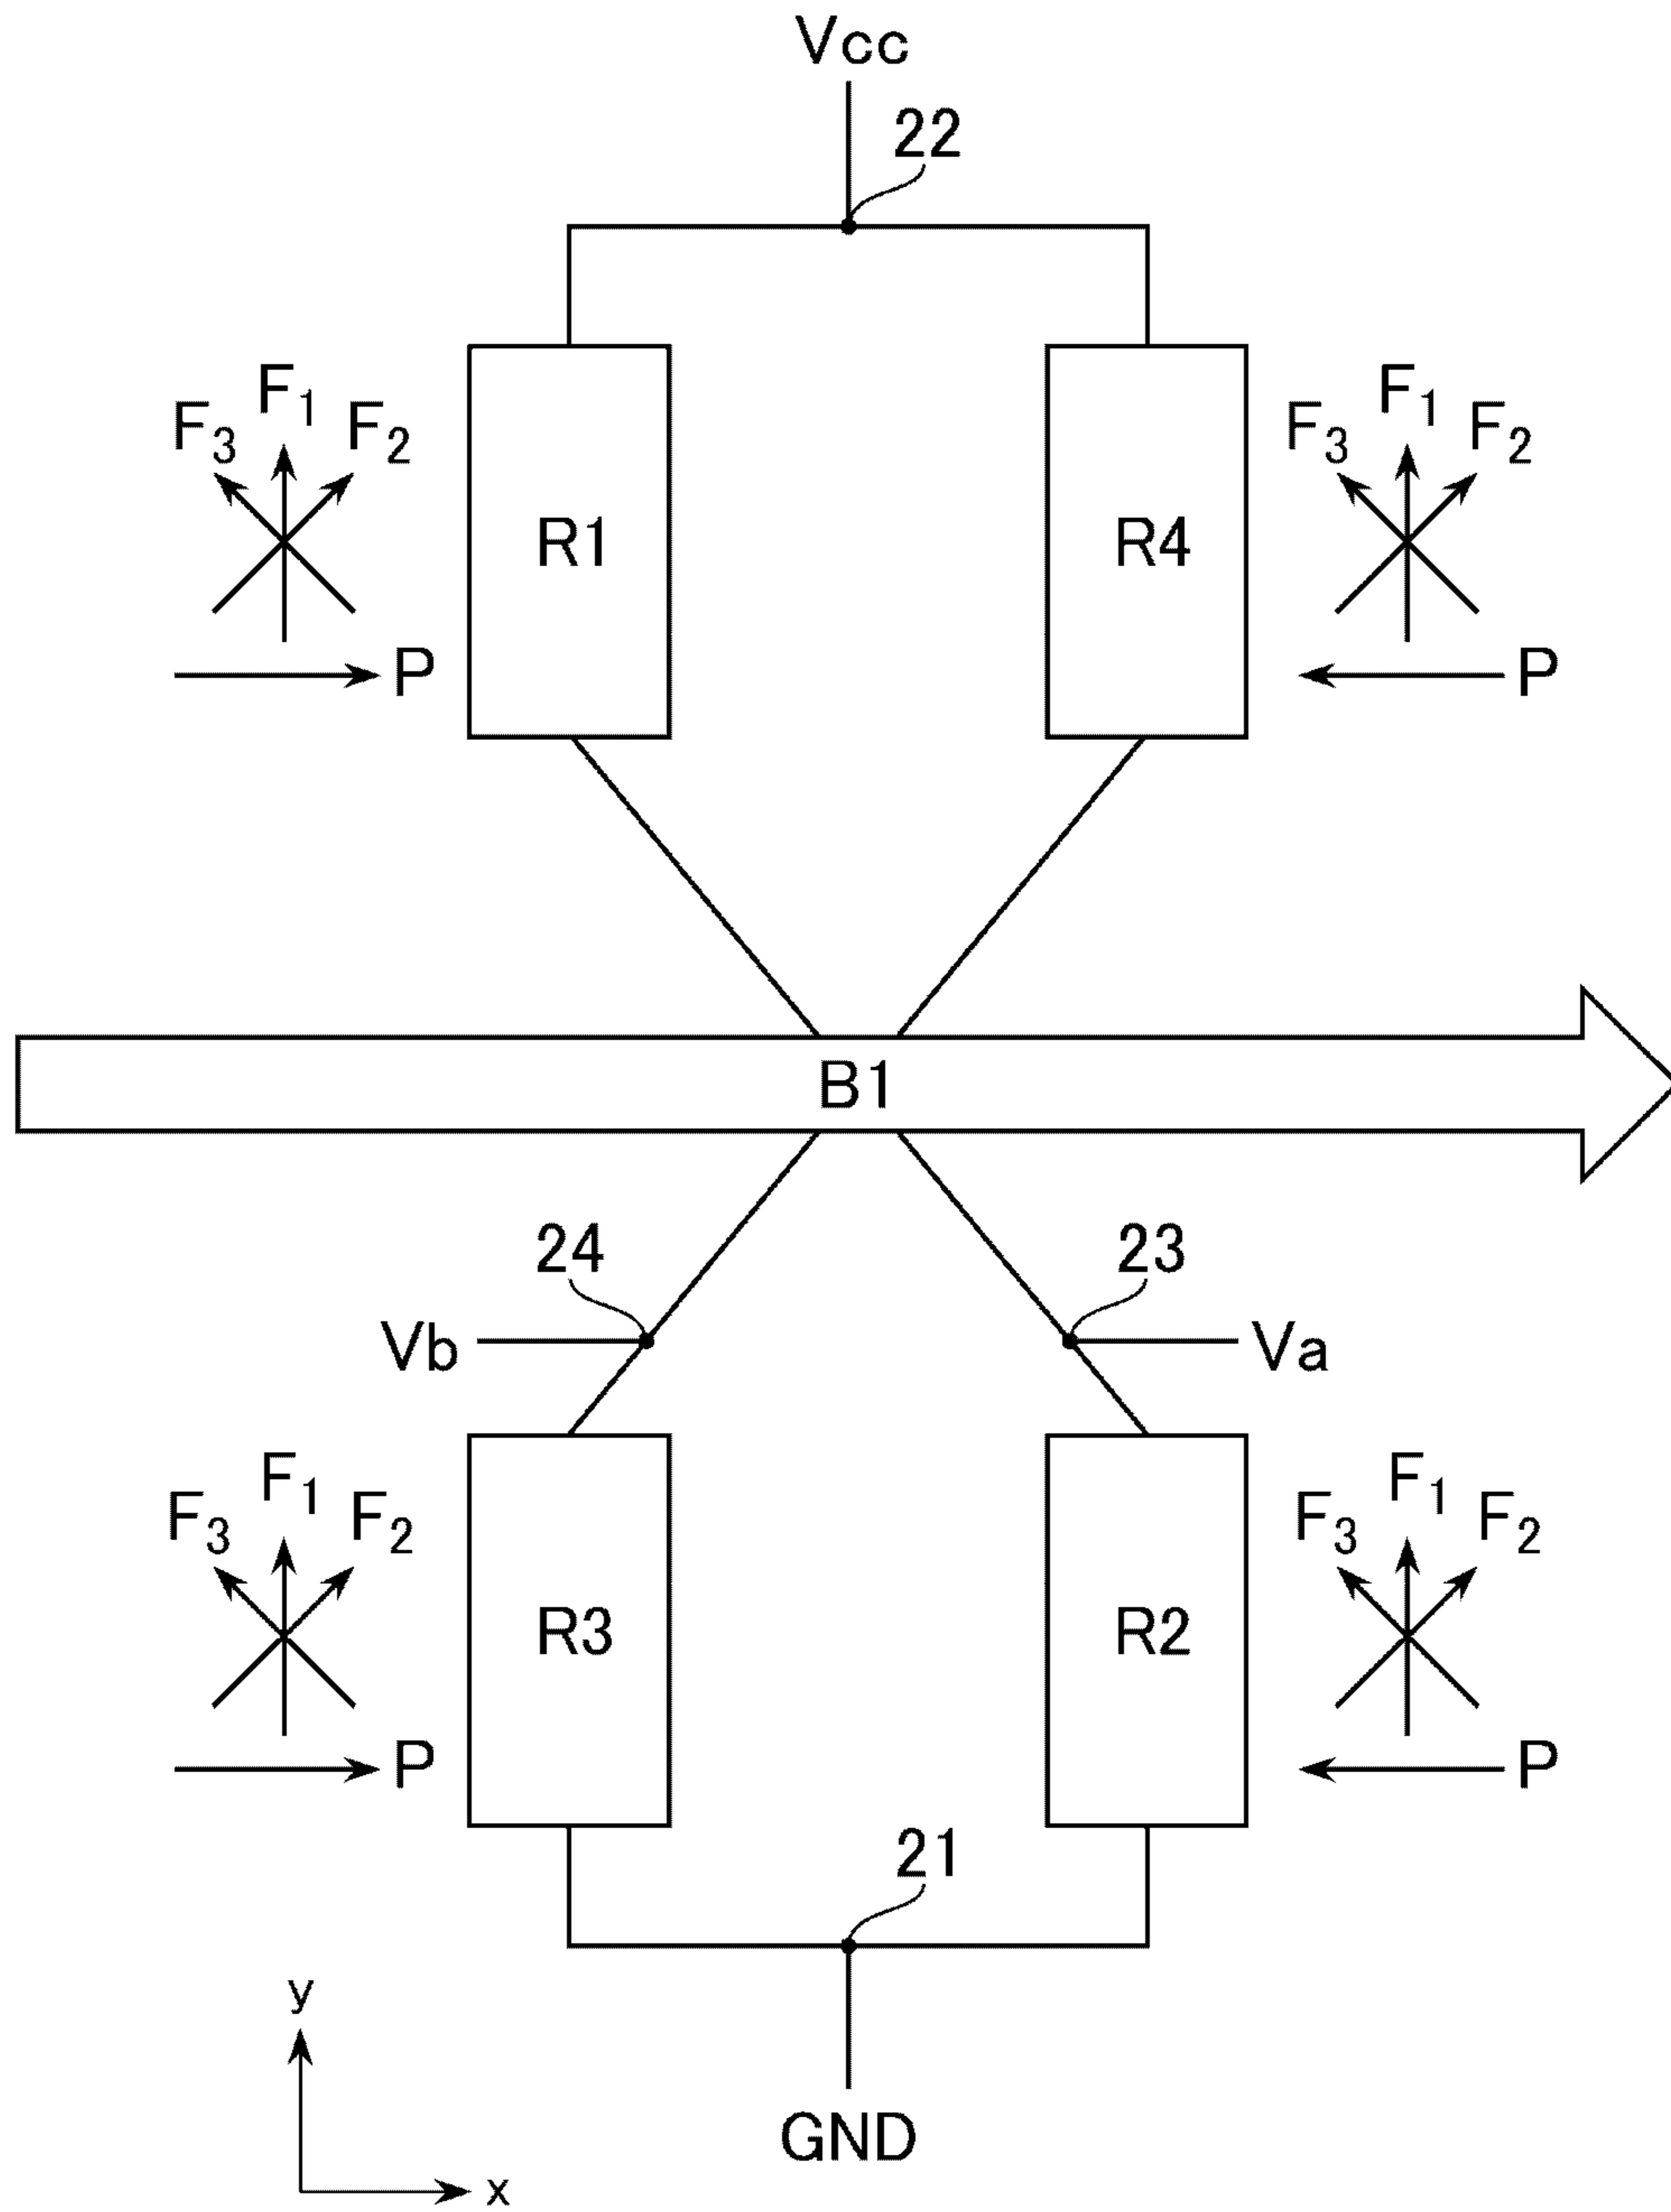 Vcc
22
F1 F1
F3 F2 F3 F2
R1 R4
P P
B1
24 23
Vb Va
F1 F1
F3 F2 F3 F2
R3 R2
P P
21
y
GND
x